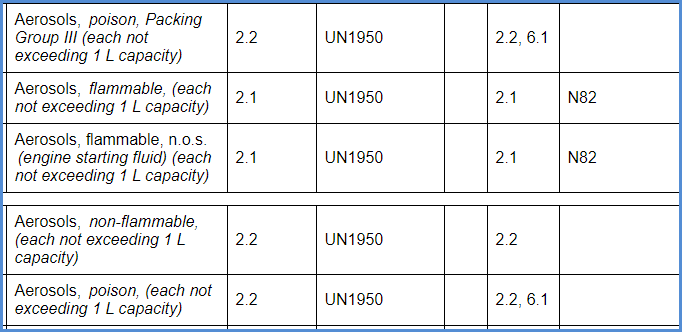 Aerosols, poison, Packing
Group III (each not
exceeding 1 L capacity)
2.2
UN1950
2.2, 6.1
Aerosols, flammable, (each
not exceeding 1 L capacity)
2.1
UN1950
2.1
N82
Aerosols, flammable, n.o.s.
(engine starting fluid) (each
not exceeding 1 L capacity)
2.1
UN1950
2.1
N82
Aerosols, non-flammable,
(each not exceeding 1 L
capacity)
2.2
UN1950
2.2
Aerosols, poison, (each not
exceeding 1 L capacity)
2.2
UN1950
2.2, 6.1